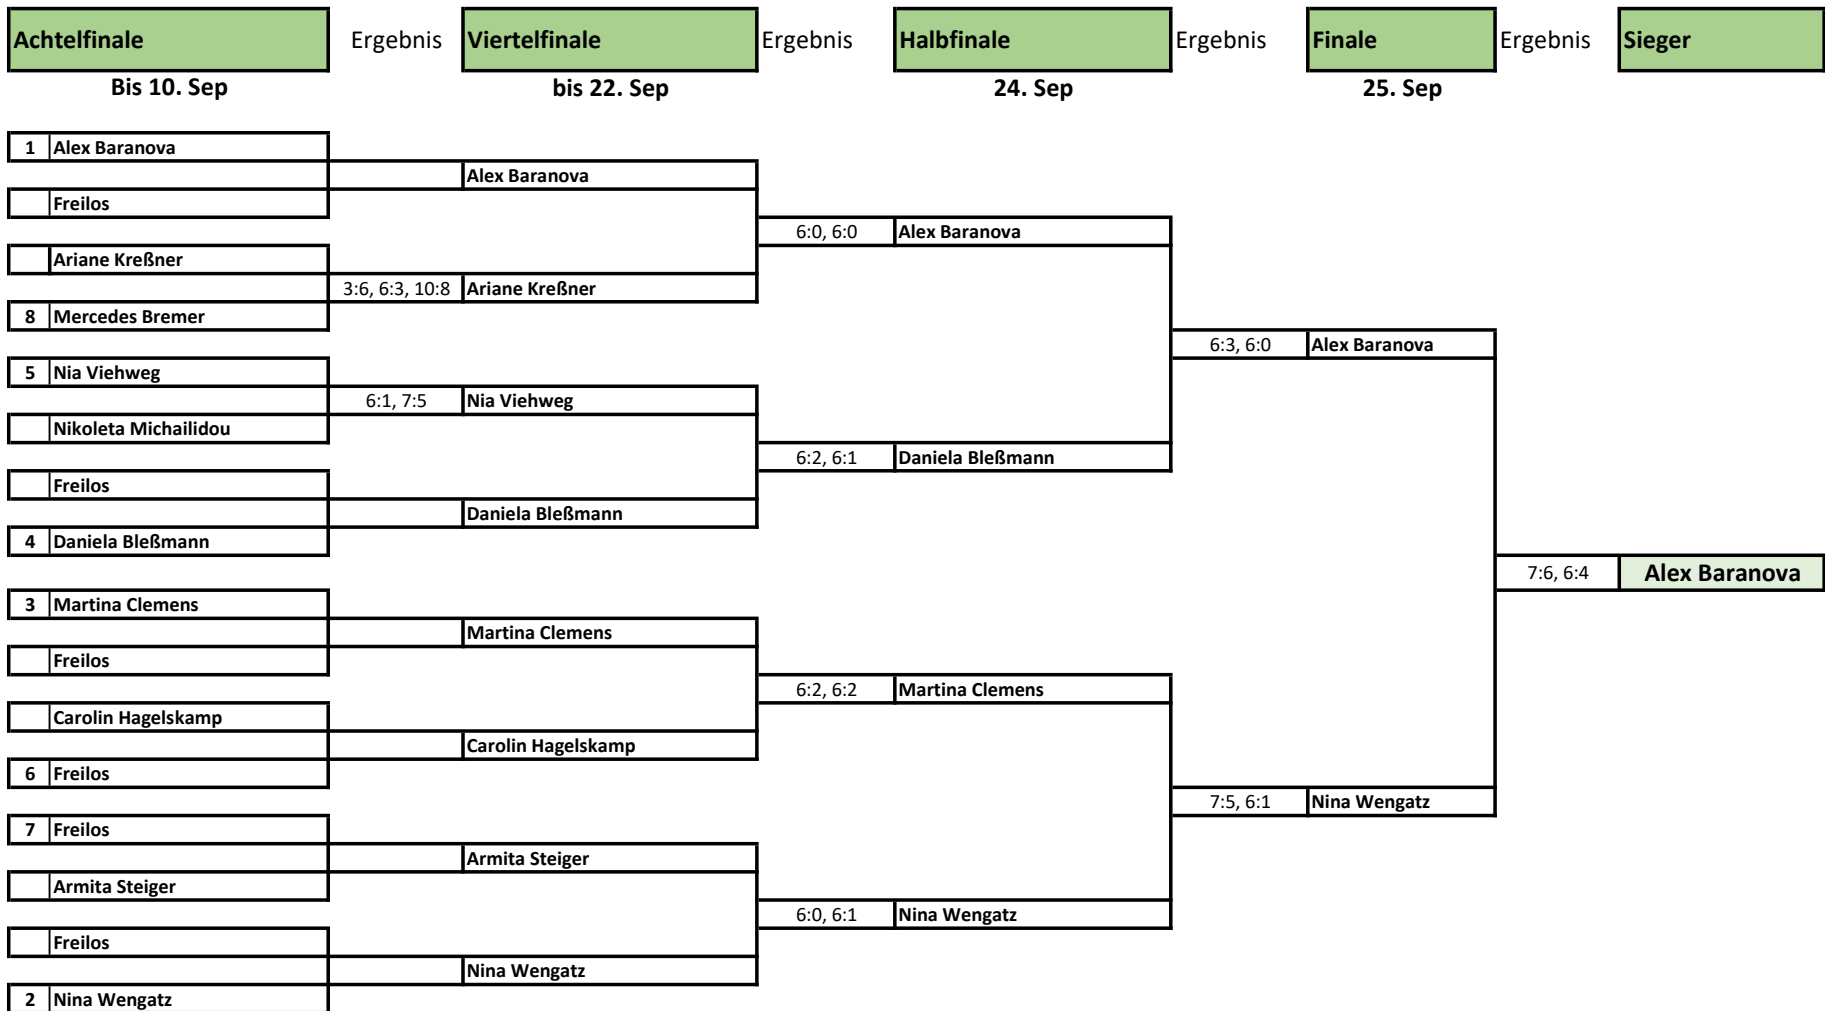 Achtelfinale Ergebnis Viertelfinale Ergebnis Halbfinale Ergebnis Finale Ergebnis Sieger
Bis 10. Sep bis 22. Sep 24. Sep 25. Sep
1 Alex Baranova
Alex Baranova
Freilos
6:0, 6:0 Alex Baranova
Ariane Kreßner
3:6, 6:3, 10:8 Ariane Kreßner
8 Mercedes Bremer
6:3, 6:0 Alex Baranova
5 Nia Viehweg
6:1, 7:5 Nia Viehweg
Nikoleta Michailidou
6:2, 6:1 Daniela Bleßmann
Freilos
Daniela Bleßmann
4 Daniela Bleßmann
7:6, 6:4 Alex Baranova
3 Martina Clemens
Martina Clemens
Freilos
6:2, 6:2 Martina Clemens
Carolin Hagelskamp
Carolin Hagelskamp
6 Freilos
7:5, 6:1 Nina Wengatz
7 Freilos
Armita Steiger
Armita Steiger
6:0, 6:1 Nina Wengatz
Freilos
Nina Wengatz
2 Nina Wengatz